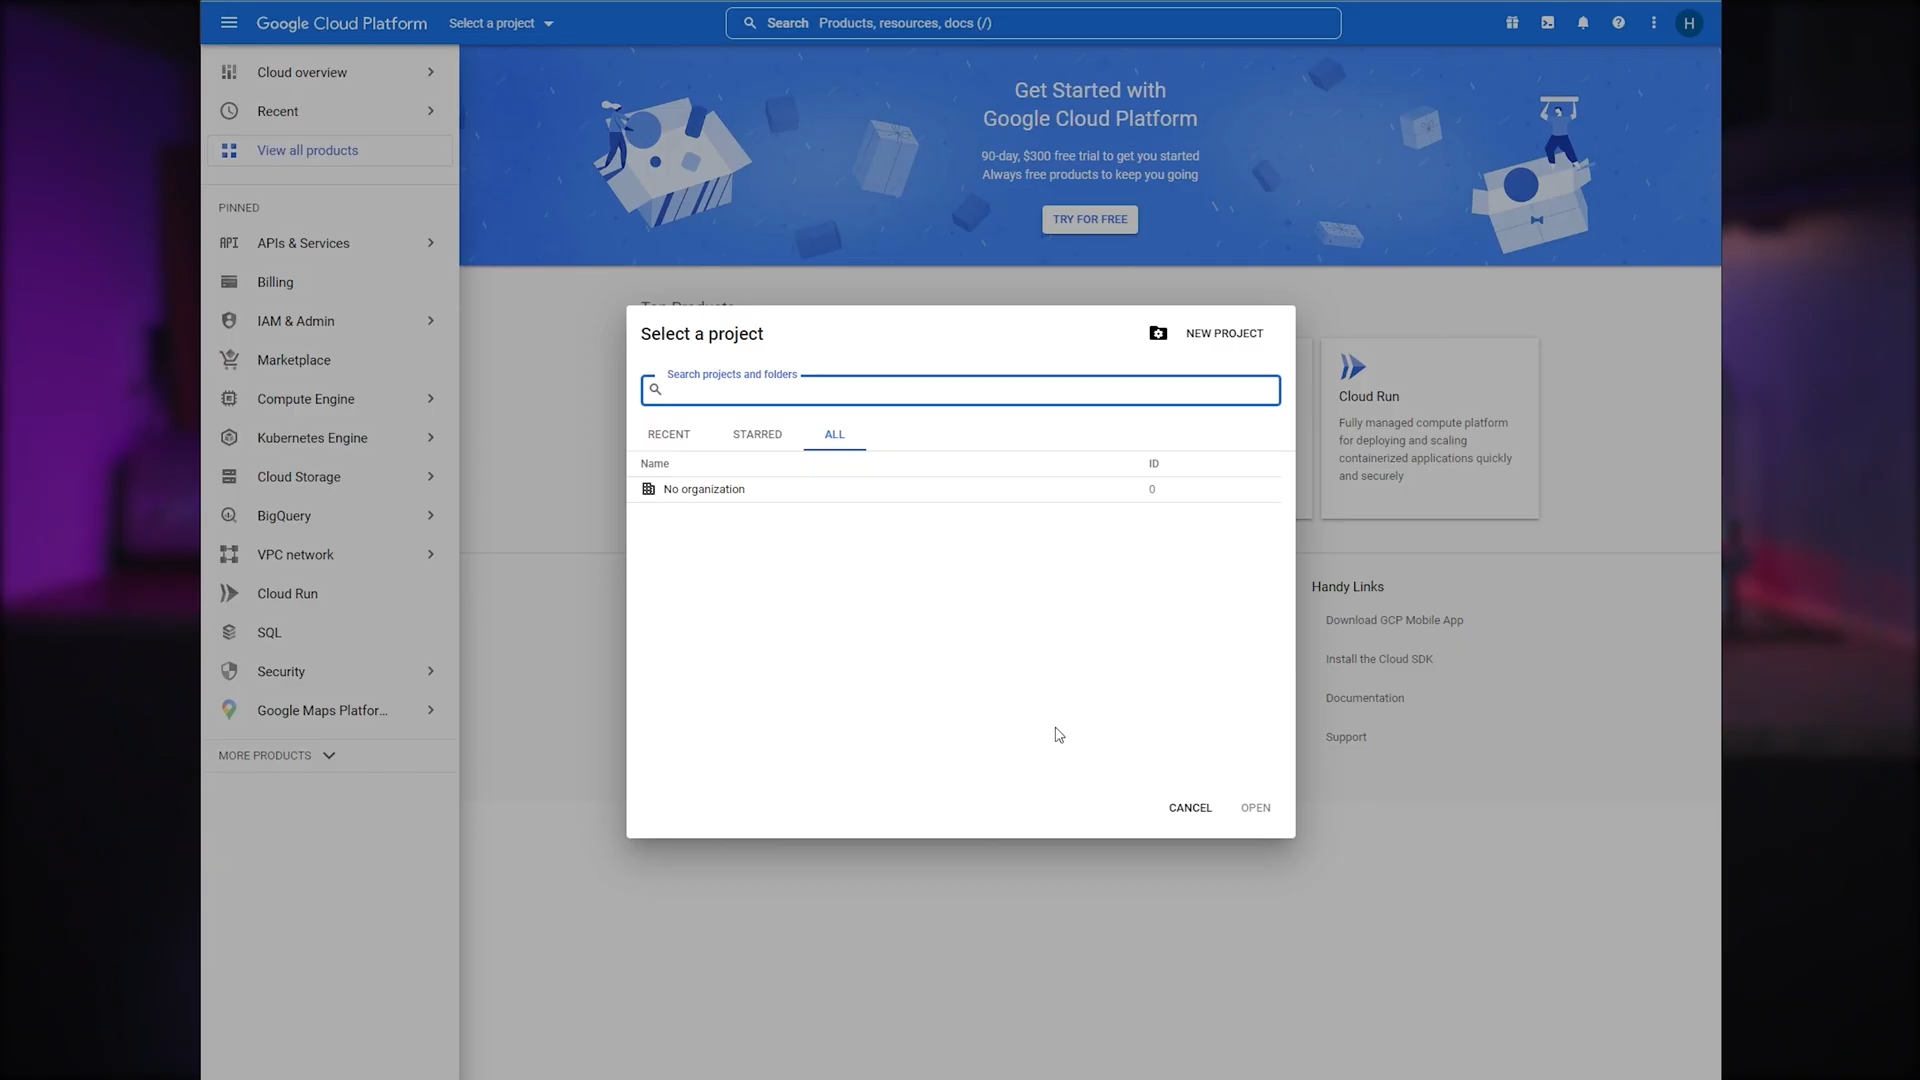 Google Cloud Platform
Select a project
Search Products, resources, docs (/)
H
Cloud overview
Recent
View all products
PINNED
API APIs & Services
Billing
IAM & Admin
Marketplace
Compute Engine
Kubernetes Engine
Cloud Storage
BigQuery
VPC network
Cloud Run
SQL
Security
Google Maps Platfor...
MORE PRODUCTS
Get Started with
Google Cloud Platform
90-day, $300 free trial to get you started
Always free products to keep you going
TRY FOR FREE
Top Products
Select a project
NEW PROJECT
Search projects and folders
RECENT
STARRED
ALL
Name
ID
No organization
0
CANCEL
OPEN
Cloud Run
Fully managed compute platform
for deploying and scaling
containerized applications quickly
and securely
Handy Links
Download GCP Mobile App
Install the Cloud SDK
Documentation
Support